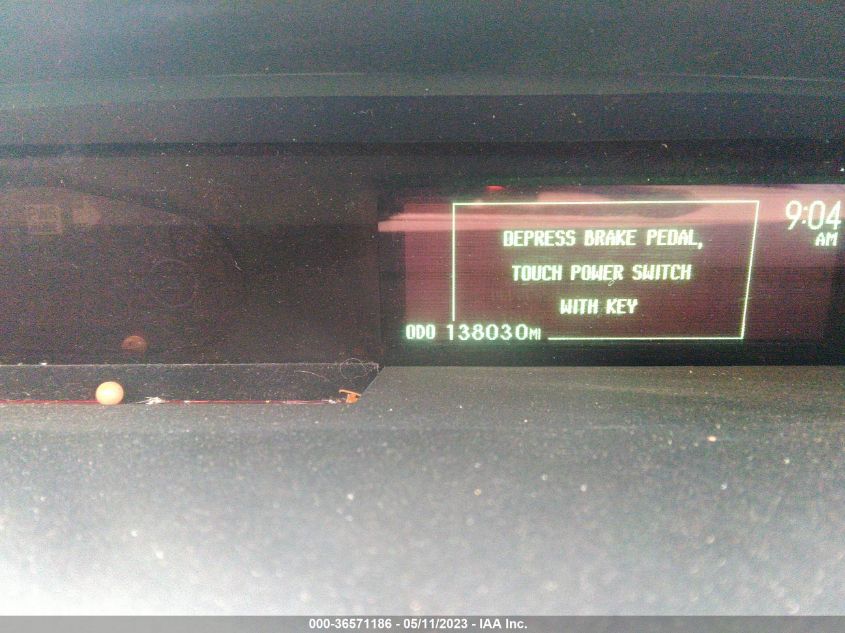 9:04
AM
DEPRESS BRAKE PEDAL,
TOUCH POWER SWITCH
WITH KEY
ODO 138030MI
000-36571186 - 05/11/2023 - IAA Inc.